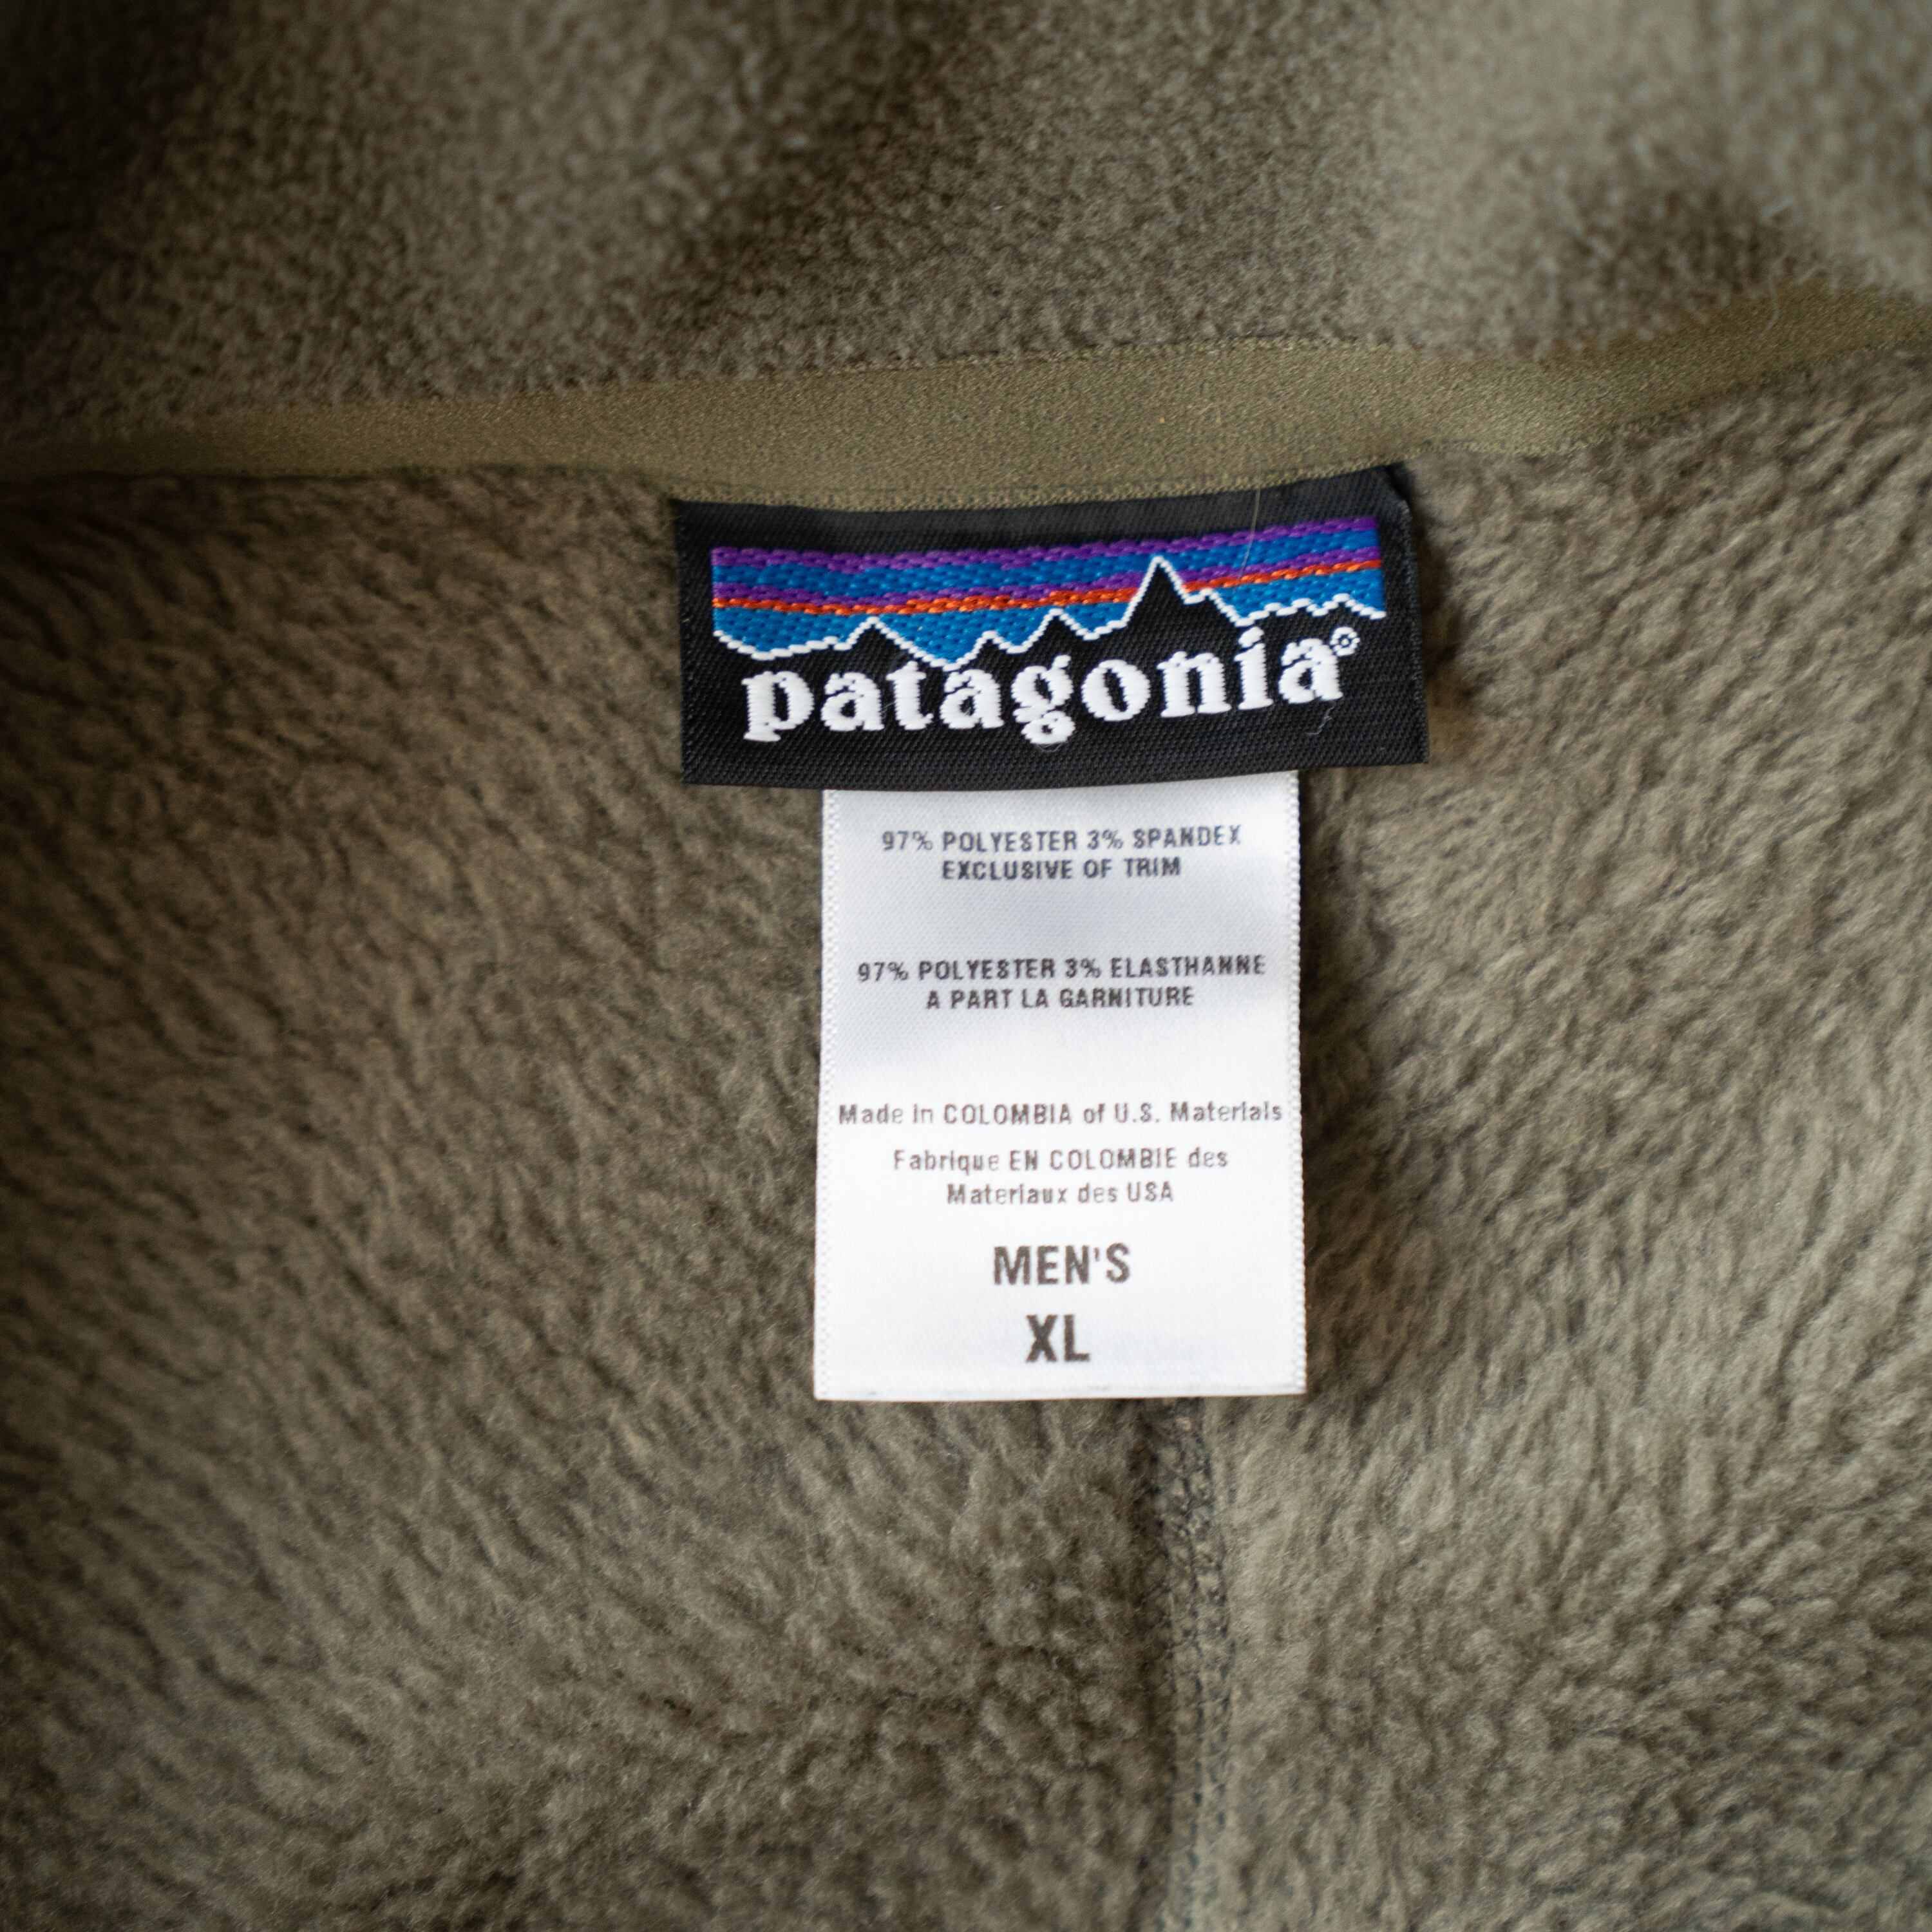 patagonia®
97% POLYESTER 3% SPANDEX
EXCLUSIVE OF TRIM
97% POLYESTER 3% ELASTHANNE
A PART LA GARNITURE
Made in COLOMBIA of U.S. Materials
Fabrique EN COLOMBIE des
Materiaux des USA
MEN'S
XL